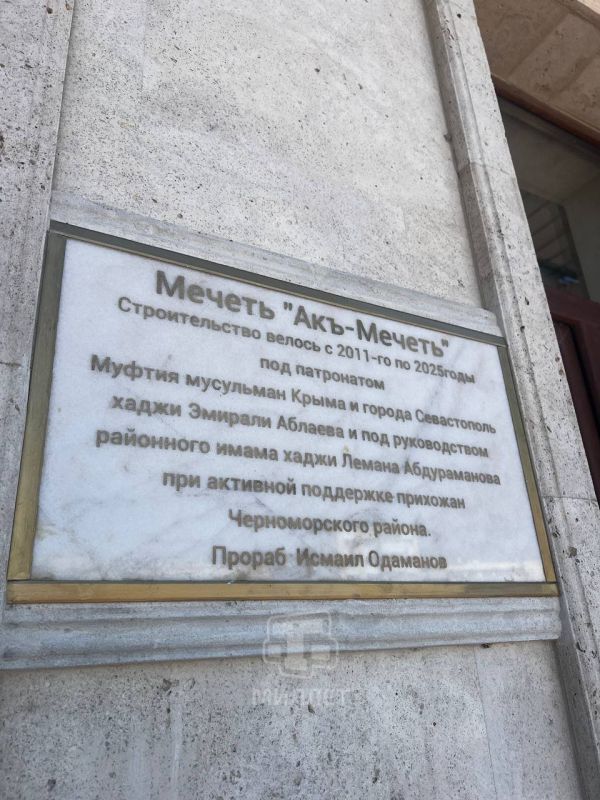 Мечеть "Акъ-Мечеть"
Строительство велось с 2011-го по 2025годы
под патронатом
Муфтия мусульман Крыма и города Севастополь
хаджи Эмирали Аблаева и под руководством
районного имама хаджи Лемана Абдураманова
при активной поддержке прихожан
Черноморского района.
Прораб Исмаил Одаманов
МИЛЛЕТ